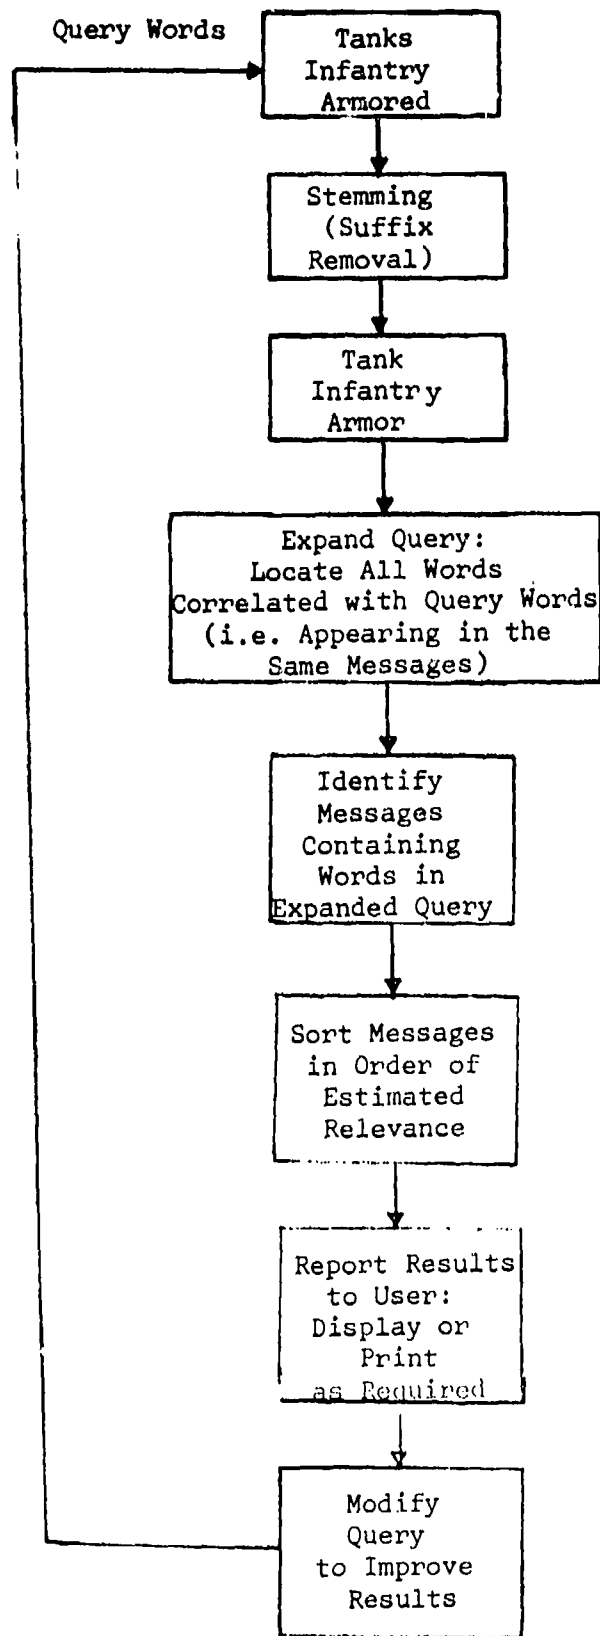 Query Words
Tanks
Infantry
Armored
Stemming
(Suffix
Removal)
Tank
Infantry
Armor
Expand Query:
Locate All Words
Correlated with Query Words
(i.e. Appearing in the
Same Messages)
Identify
Messages
Containing
Words in
Expanded Query
Sort Messages
in Order of
Estimated
Relevance
Report Results
to User:
Display or
Print
as Required
Modify
Query
to Improve
Results